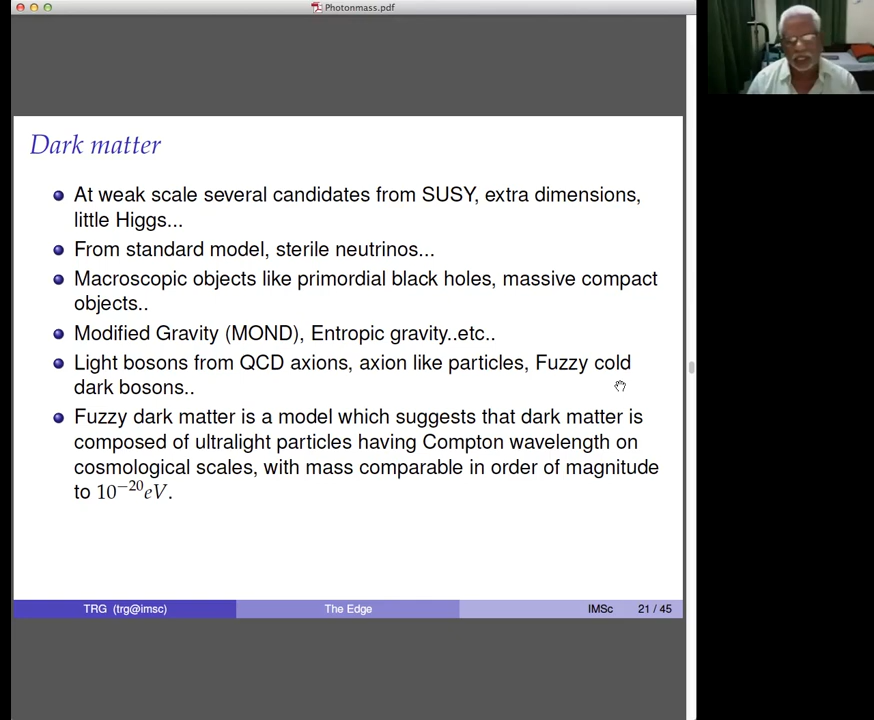 Photonmass.pdf
Dark matter
At weak scale several candidates from SUSY, extra dimensions,
little Higgs...
From standard model, sterile neutrinos...
Macroscopic objects like primordial black holes, massive compact
objects..
Modified Gravity (MOND), Entropic gravity..etc..
Light bosons from QCD axions, axion like particles, Fuzzy cold
dark bosons..
Fuzzy dark matter is a model which suggests that dark matter is
composed of ultralight particles having Compton wavelength on
cosmological scales, with mass comparable in order of magnitude
to 10⁻²⁰eV.
TRG (trg@imsc) The Edge IMSc 21 / 45